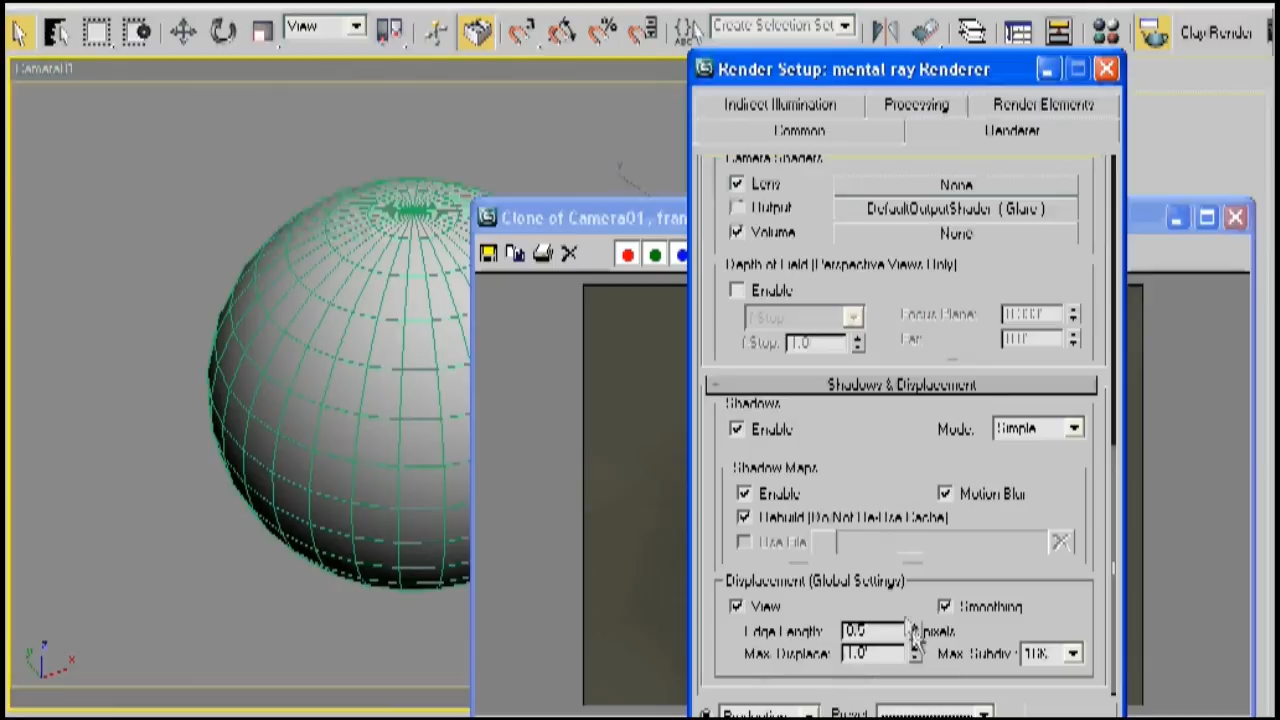 View
Create Selection Set
Clay Render
Camera01
Render Setup: mental ray Renderer
Indirect Illumination Processing Render Elements
Common Renderer
Camera Shaders
Lens None
Output DefaultOutputShader ( Glare )
Volume None
Clone of Camera01, fram
Depth of Field (Perspective Views Only)
Enable
f Stop Focus Plane:
f Stop: 1.0 Far:
Shadows & Displacement
Shadows
Enable Mode: Simple
Shadow Maps
Enable Motion Blur
Rebuild (Do Not Re-Use Cache)
Use File
Displacement (Global Settings)
View Smoothing
Edge Length: 0.5 pixels
Max. Displace: 1.0' Max. Subdiv.: 16K
Production Preset: